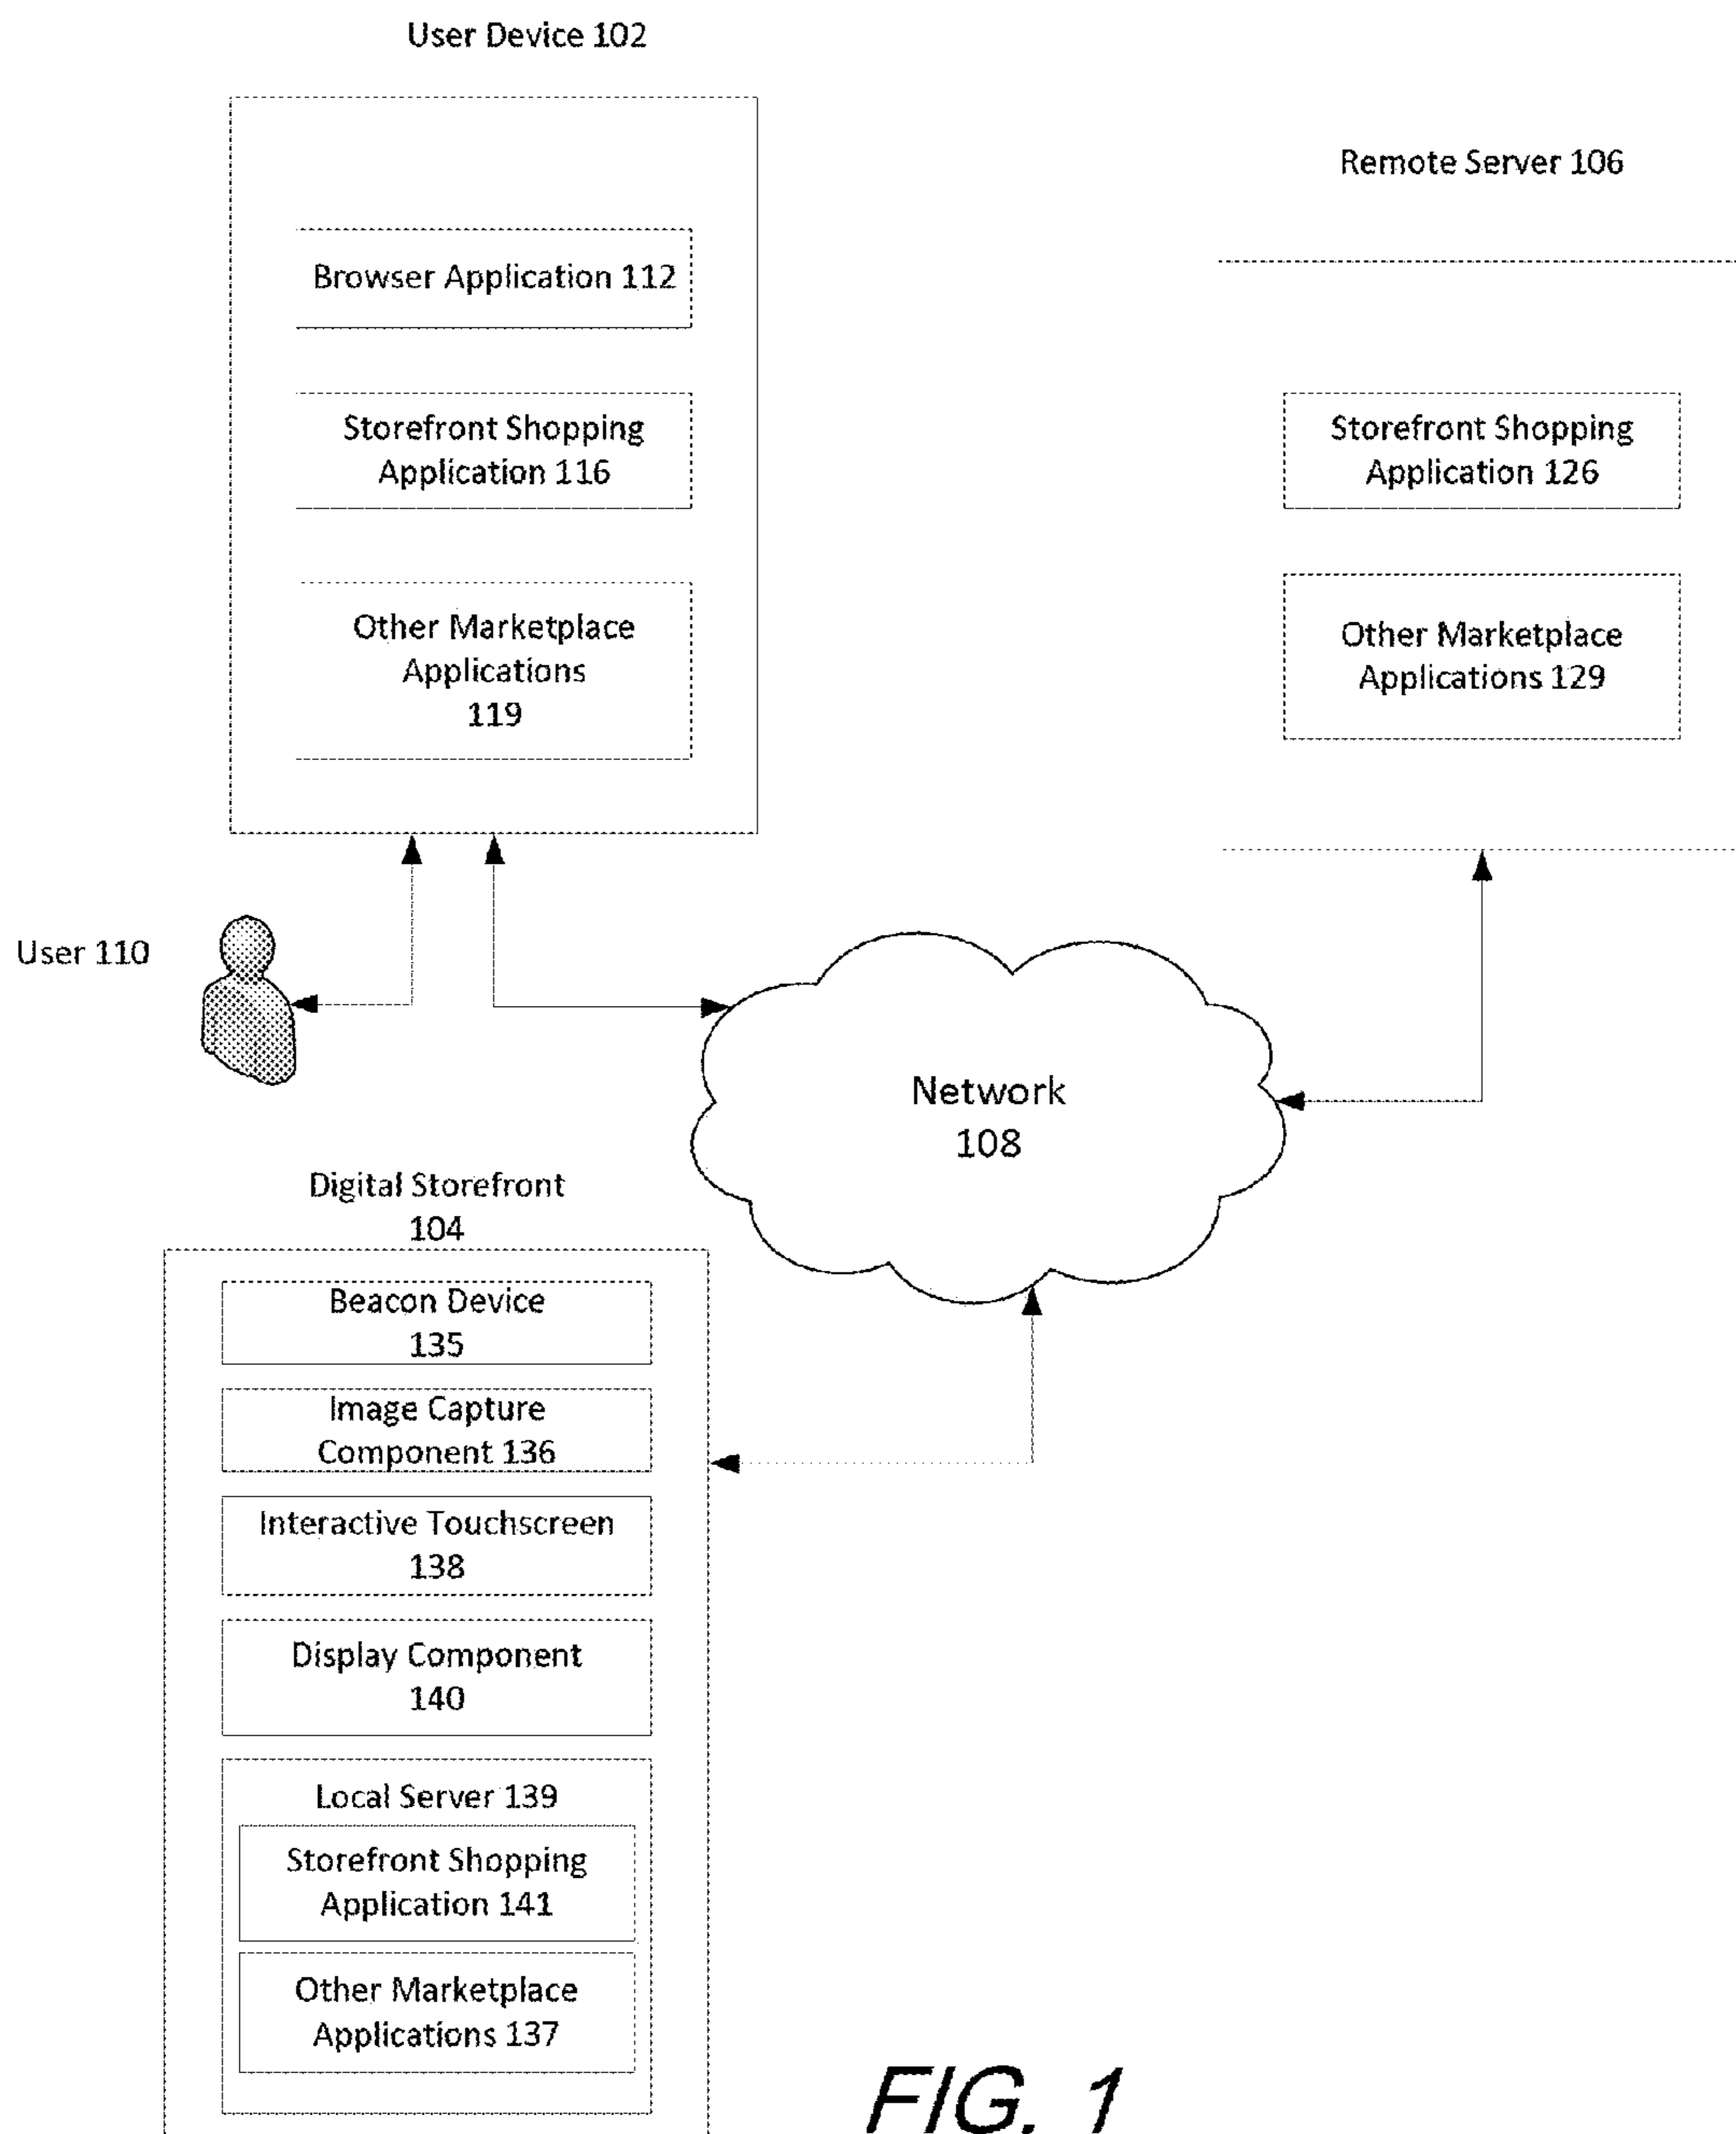 User Device 102
Browser Application 112
Storefront Shopping
Application 116
Other Marketplace
Applications
119
Remote Server 106
Storefront Shopping
Application 126
Other Marketplace
Applications 129
User 110
Network
108
Digital Storefront
104
Beacon Device
135
Image Capture
Component 136
Interactive Touchscreen
138
Display Component
140
Local Server 139
Storefront Shopping
Application 141
Other Marketplace
Applications 137
FIG. 1